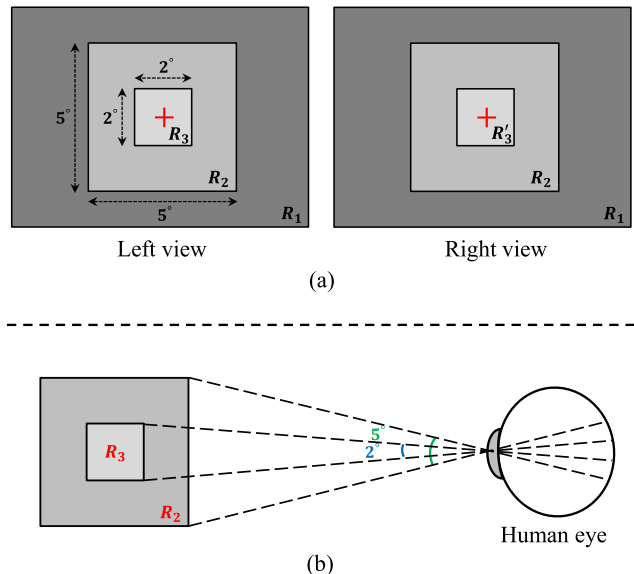 2°
2°
5°
R₃
R₂
5°
R₁
Left view
R₃′
R₂
R₁
Right view
(a)
5°
2°
R₃
R₂
Human eye
(b)